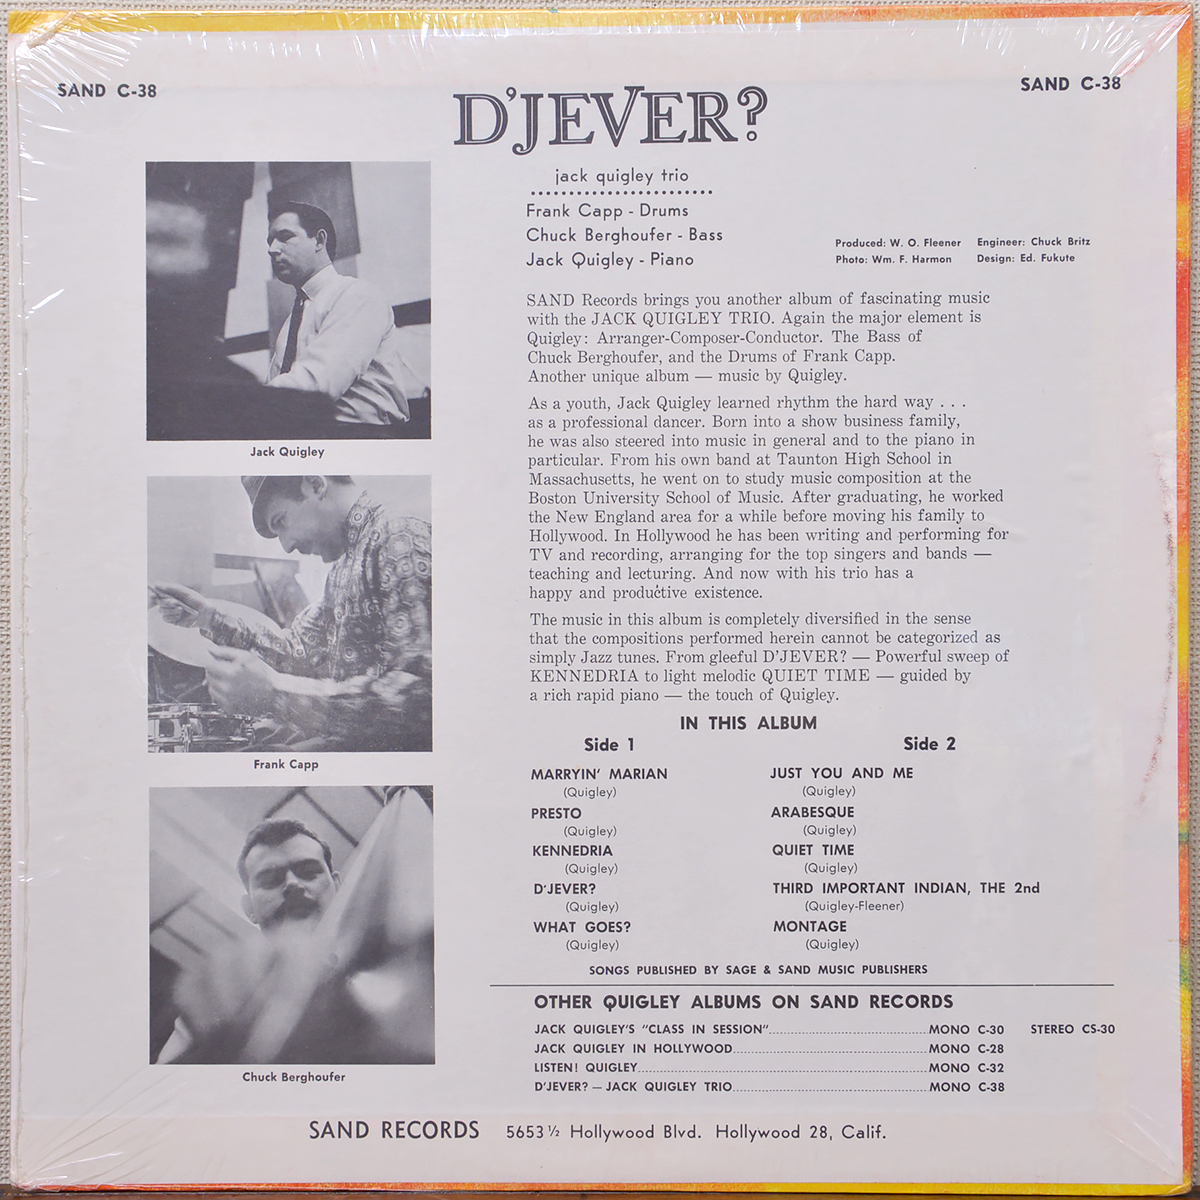 SAND C-38
SAND C-38
D'JEVER?
jack quigley trio
Frank Capp - Drums
Chuck Berghoufer - Bass
Jack Quigley - Piano
Produced: W. O. Fleener Engineer: Chuck Britz
Photo: Wm. F. Harmon Design: Ed. Fukute
Jack Quigley
Frank Capp
Chuck Berghoufer
SAND Records brings you another album of fascinating music
with the JACK QUIGLEY TRIO. Again the major element is
Quigley: Arranger-Composer-Conductor. The Bass of
Chuck Berghoufer, and the Drums of Frank Capp.
Another unique album — music by Quigley.
As a youth, Jack Quigley learned rhythm the hard way . . .
as a professional dancer. Born into a show business family,
he was also steered into music in general and to the piano in
particular. From his own band at Taunton High School in
Massachusetts, he went on to study music composition at the
Boston University School of Music. After graduating, he worked
the New England area for a while before moving his family to
Hollywood. In Hollywood he has been writing and performing for
TV and recording, arranging for the top singers and bands —
teaching and lecturing. And now with his trio has a
happy and productive existence.
The music in this album is completely diversified in the sense
that the compositions performed herein cannot be categorized as
simply Jazz tunes. From gleeful D'JEVER? — Powerful sweep of
KENNEDRIA to light melodic QUIET TIME — guided by
a rich rapid piano — the touch of Quigley.
IN THIS ALBUM
Side 1
MARRYIN' MARIAN
(Quigley)
PRESTO
(Quigley)
KENNEDRIA
(Quigley)
D'JEVER?
(Quigley)
WHAT GOES?
(Quigley)
Side 2
JUST YOU AND ME
(Quigley)
ARABESQUE
(Quigley)
QUIET TIME
(Quigley)
THIRD IMPORTANT INDIAN, THE 2nd
(Quigley-Fleener)
MONTAGE
(Quigley)
SONGS PUBLISHED BY SAGE & SAND MUSIC PUBLISHERS
OTHER QUIGLEY ALBUMS ON SAND RECORDS
JACK QUIGLEY'S "CLASS IN SESSION" MONO C-30 STEREO CS-30
JACK QUIGLEY IN HOLLYWOOD MONO C-28
LISTEN! QUIGLEY MONO C-32
D'JEVER? — JACK QUIGLEY TRIO MONO C-38
SAND RECORDS 5653 ½ Hollywood Blvd. Hollywood 28, Calif.